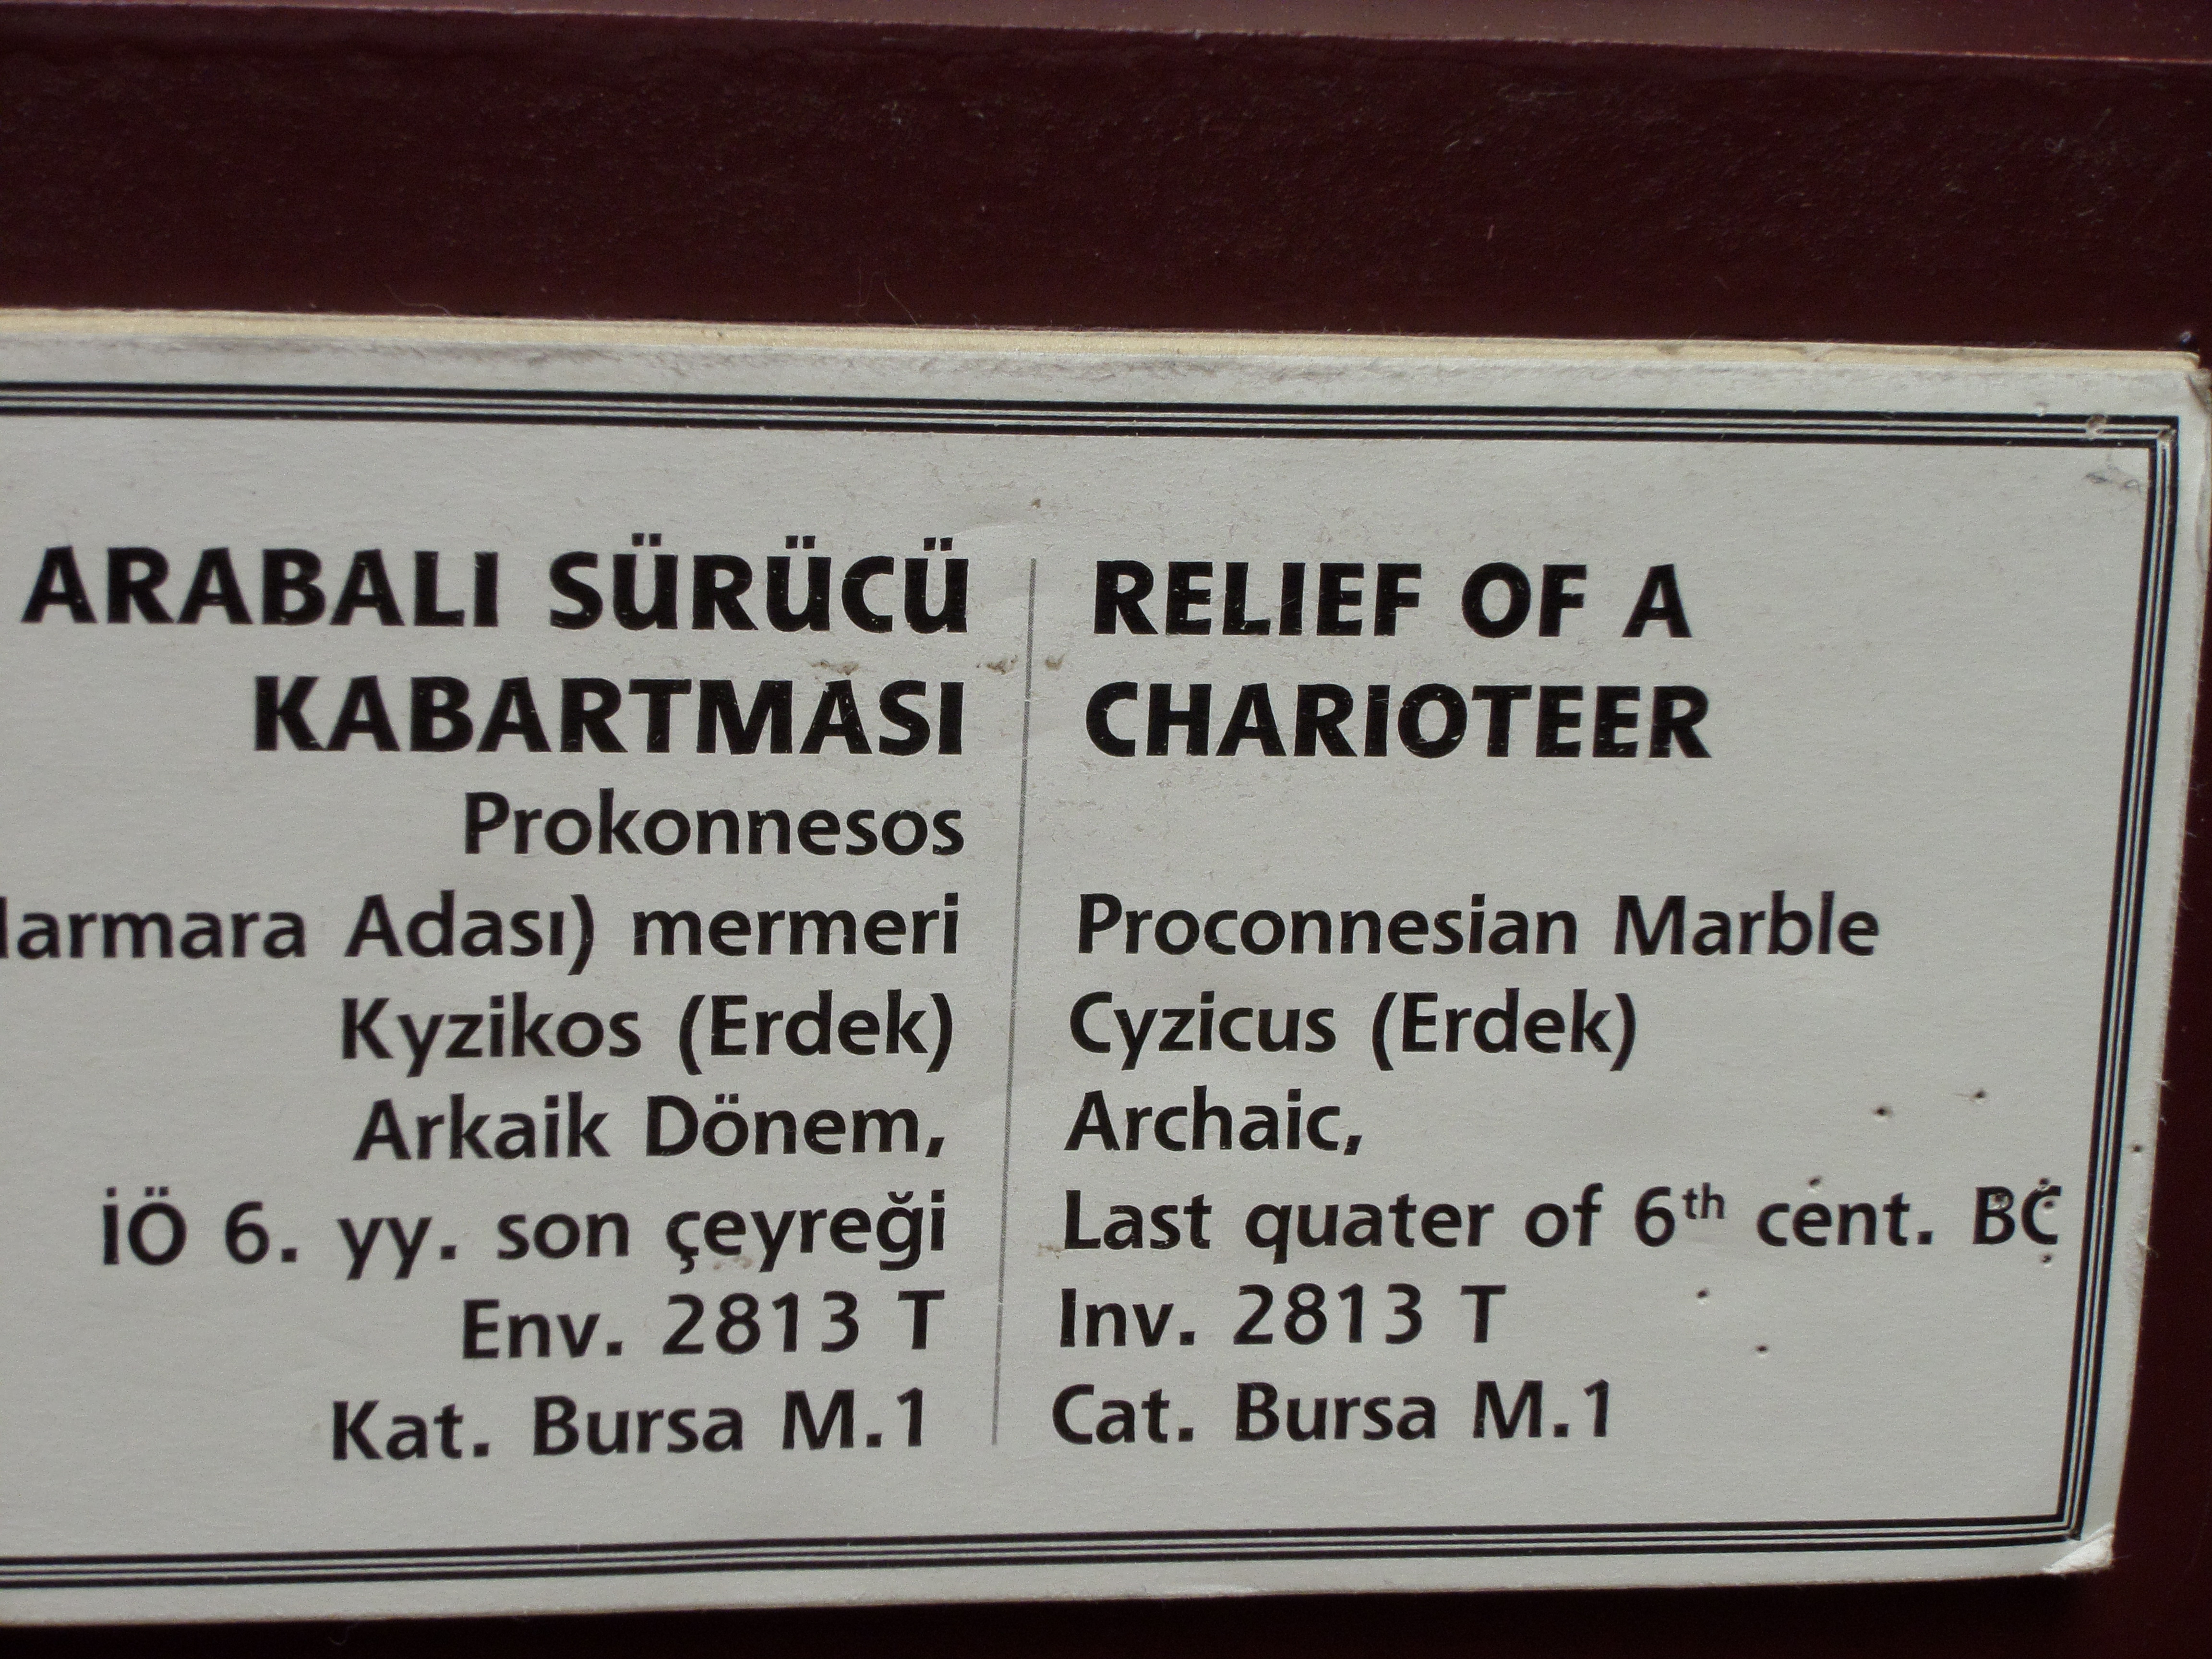 ARABALI SÜRÜCÜ
KABARTMASI
Prokonnesos
Adası) mermeri
Kyzikos (Erdek)
Arkaik Dönem,
İÖ 6. yy. son çeyreği
Env. 2813 T
Kat. Bursa M.1
RELIEF OF A
CHARIOTEER
Proconnesian Marble
Cyzicus (Erdek)
Archaic,
Last quater of 6th cent. BC
Inv. 2813 T
Cat. Bursa M.1